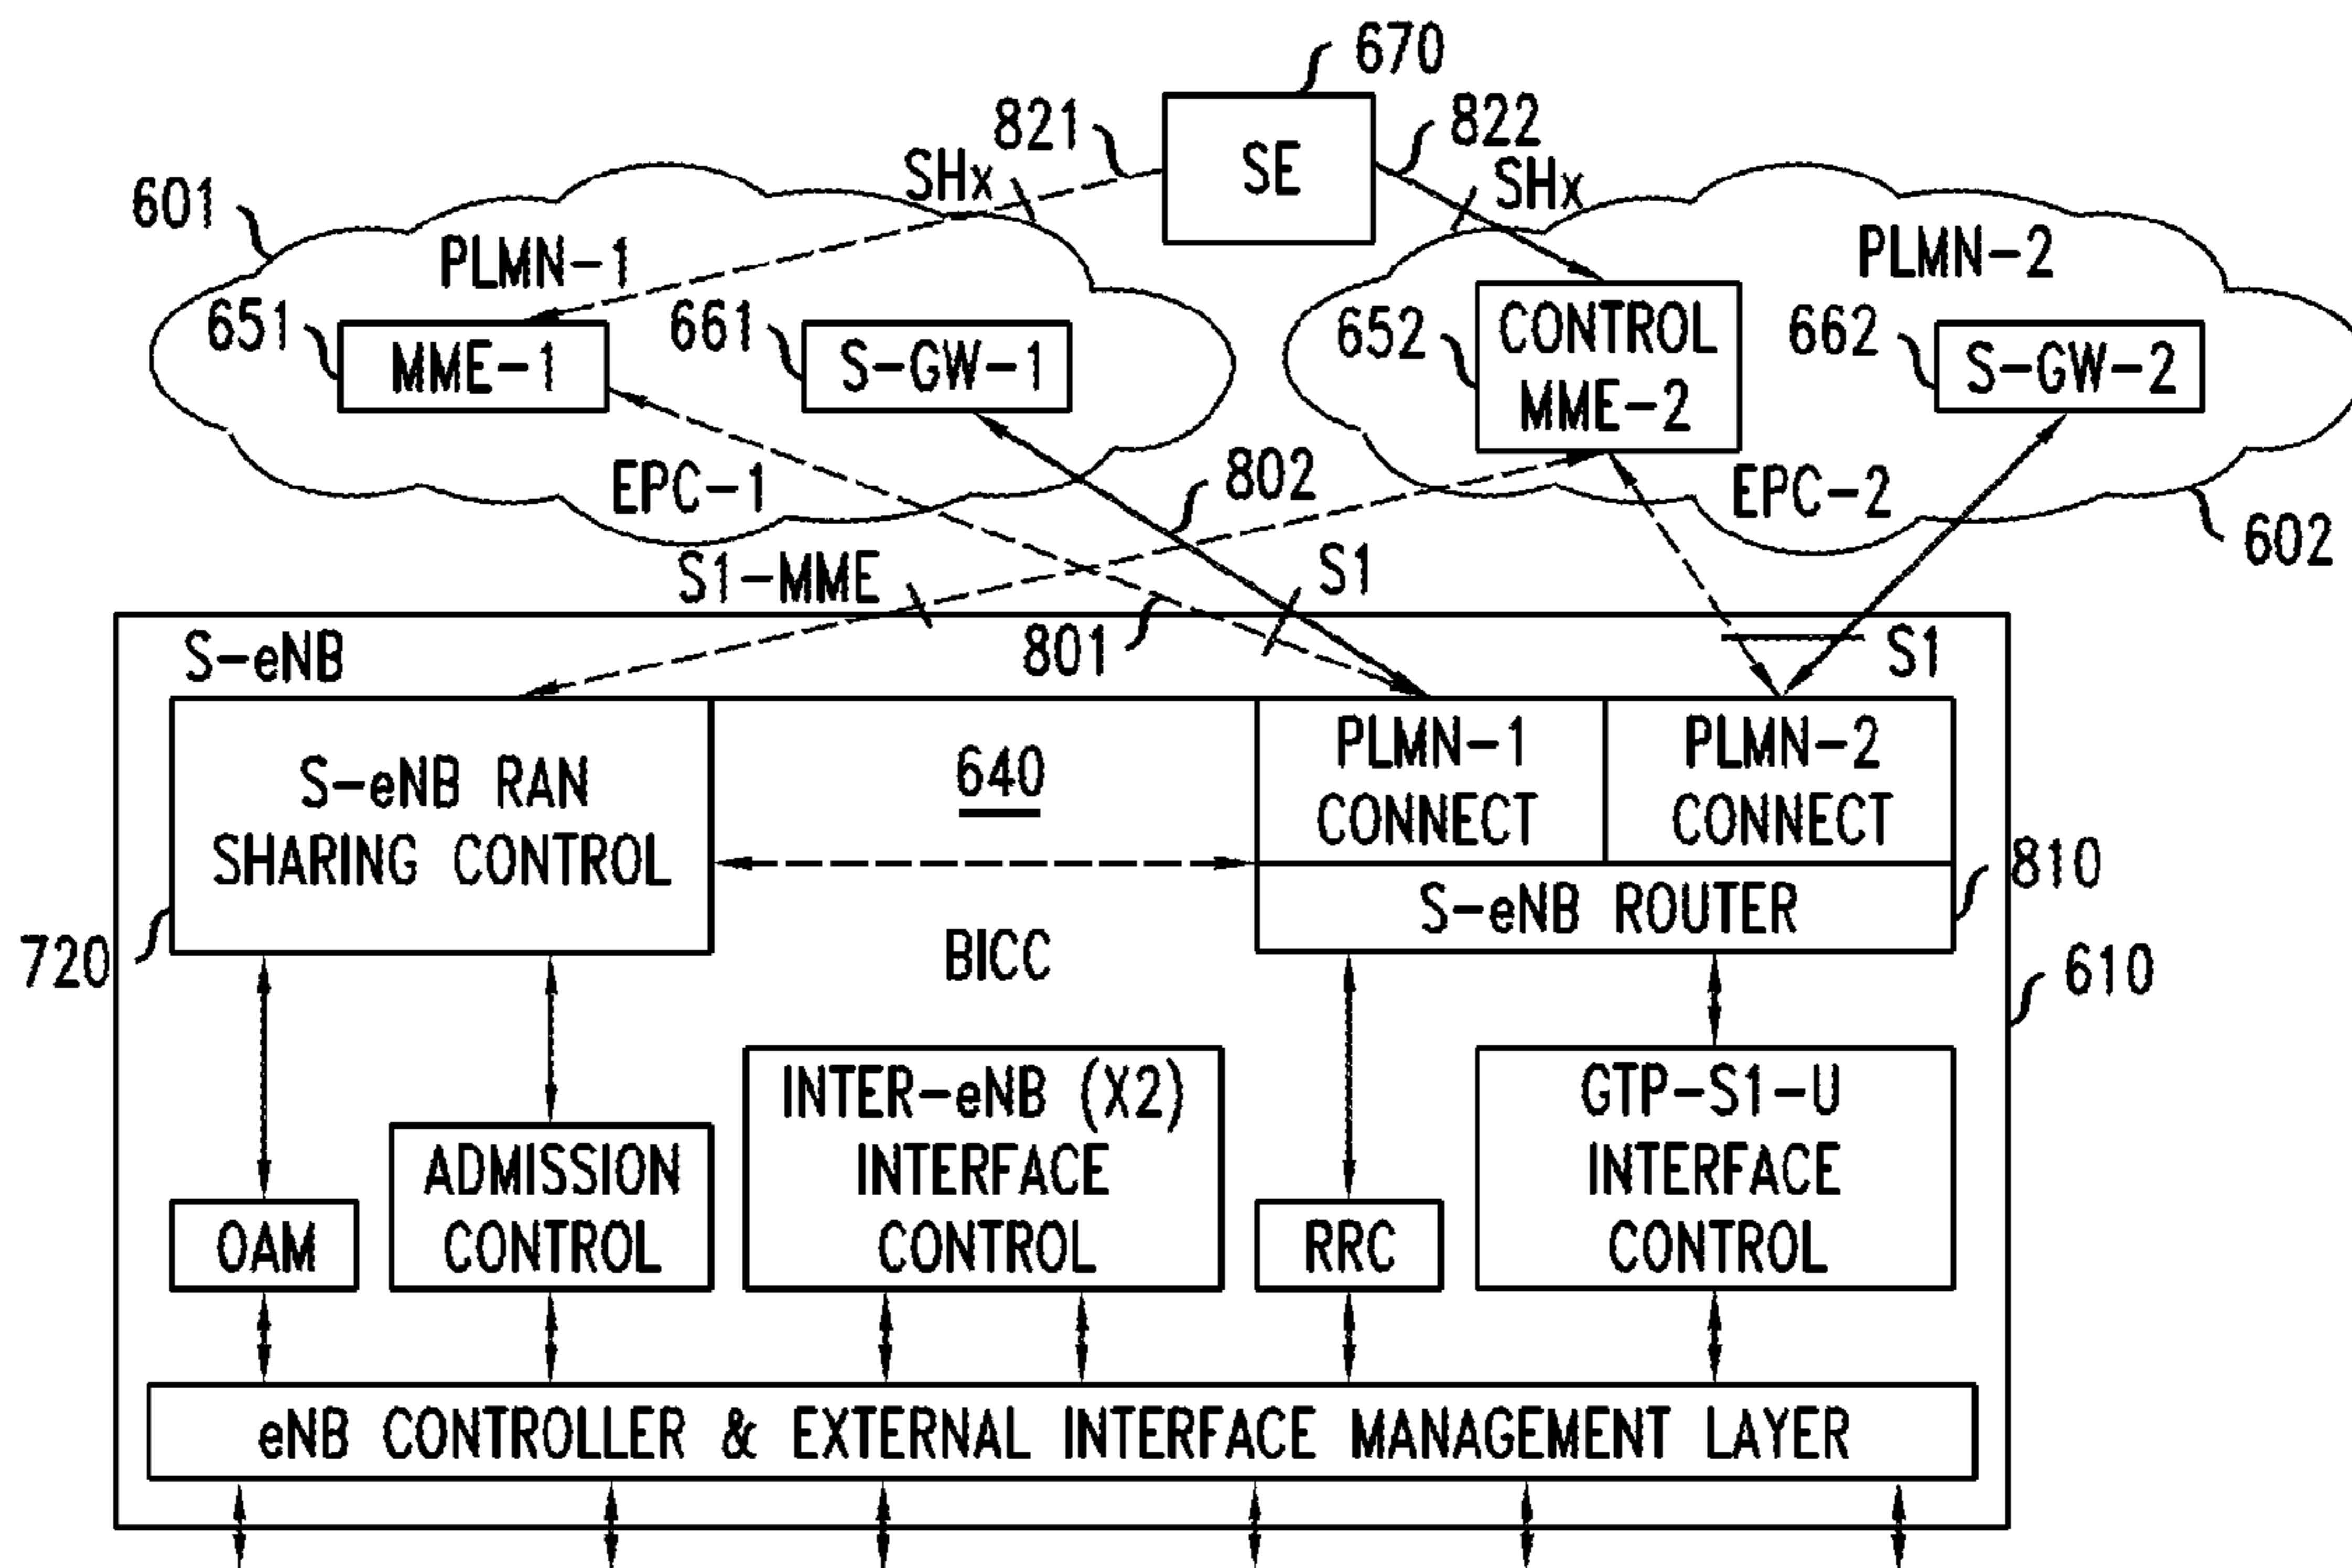 670
821
822
SE
SHx
SHx
601
PLMN-1
PLMN-2
651
661
652
662
MME-1
S-GW-1
CONTROL
MME-2
S-GW-2
EPC-1
802
EPC-2
602
S1-MME
S1
801
S-eNB
S1
S-eNB RAN
SHARING CONTROL
640
PLMN-1
CONNECT
PLMN-2
CONNECT
810
S-eNB ROUTER
720
BICC
610
INTER-eNB (X2)
INTERFACE
CONTROL
GTP-S1-U
INTERFACE
CONTROL
ADMISSION
CONTROL
OAM
RRC
eNB CONTROLLER & EXTERNAL INTERFACE MANAGEMENT LAYER